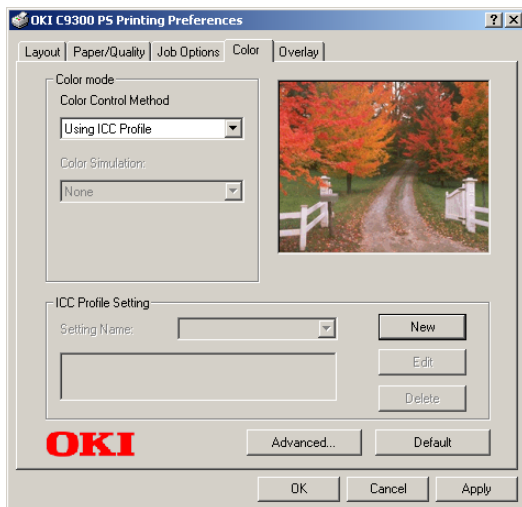 OKI C9300 PS Printing Preferences
Layout Paper/Quality Job Options Color Overlay
Color mode
Color Control Method
Using ICC Profile
Color Simulation:
None
ICC Profile Setting
Setting Name:
New
Edit
Delete
OKI
Advanced... Default
OK Cancel Apply